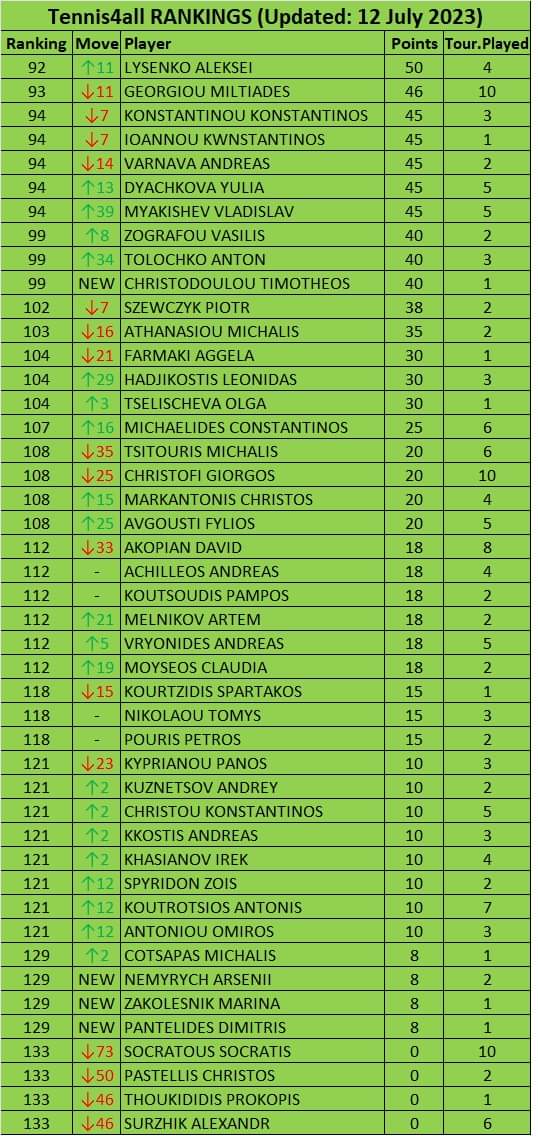 Tennis4all RANKINGS (Updated: 12 July 2023)
Ranking Move Player Points Tour.Played
92 ↑11 LYSENKO ALEKSEI 50 4
93 ↓11 GEORGIOU MILTIADES 46 10
94 ↓7 KONSTANTINOU KONSTANTINOS 45 3
94 ↓7 IOANNOU KWNSTANTINOS 45 1
94 ↓14 VARNAVA ANDREAS 45 2
94 ↑13 DYACHKOVA YULIA 45 5
94 ↑39 MYAKISHEV VLADISLAV 45 5
99 ↑8 ZOGRAFOU VASILIS 40 2
99 ↑34 TOLOCHKO ANTON 40 3
99 NEW CHRISTODOULOU TIMOTHEOS 40 1
102 ↓7 SZEWCZYK PIOTR 38 2
103 ↓16 ATHANASIOU MICHALIS 35 2
104 ↓21 FARMAKI AGGELA 30 1
104 ↑29 HADJIKOSTIS LEONIDAS 30 3
104 ↑3 TSELISCHEVA OLGA 30 1
107 ↑16 MICHAELIDES CONSTANTINOS 25 6
108 ↓35 TSITOURIS MICHALIS 20 6
108 ↓25 CHRISTOFI GIORGOS 20 10
108 ↑15 MARKANTONIS CHRISTOS 20 4
108 ↑25 AVGOUSTI FYLIOS 20 5
112 ↓33 AKOPIAN DAVID 18 8
112 - ACHILLEOS ANDREAS 18 4
112 - KOUTSOUDIS PAMPOS 18 2
112 ↑21 MELNIKOV ARTEM 18 2
112 ↑5 VRYONIDES ANDREAS 18 5
112 ↑19 MOYSEOS CLAUDIA 18 2
118 ↓15 KOURTZIDIS SPARTAKOS 15 1
118 - NIKOLAOU TOMYS 15 3
118 - POURIS PETROS 15 2
121 ↓23 KYPRIANOU PANOS 10 3
121 ↑2 KUZNETSOV ANDREY 10 2
121 ↑2 CHRISTOU KONSTANTINOS 10 5
121 ↑2 KKOSTIS ANDREAS 10 3
121 ↑2 KHASIANOV IREK 10 4
121 ↑12 SPYRIDON ZOIS 10 2
121 ↑12 KOUTROTSIOS ANTONIS 10 7
121 ↑12 ANTONIOU OMIROS 10 3
129 ↑2 COTSAPAS MICHALIS 8 1
129 NEW NEMYRYCH ARSENII 8 2
129 NEW ZAKOLESNIK MARINA 8 1
129 NEW PANTELIDES DIMITRIS 8 1
133 ↓73 SOCRATOUS SOCRATIS 0 10
133 ↓50 PASTELLIS CHRISTOS 0 2
133 ↓46 THOUKIDIDIS PROKOPIS 0 1
133 ↓46 SURZHIK ALEXANDR 0 6